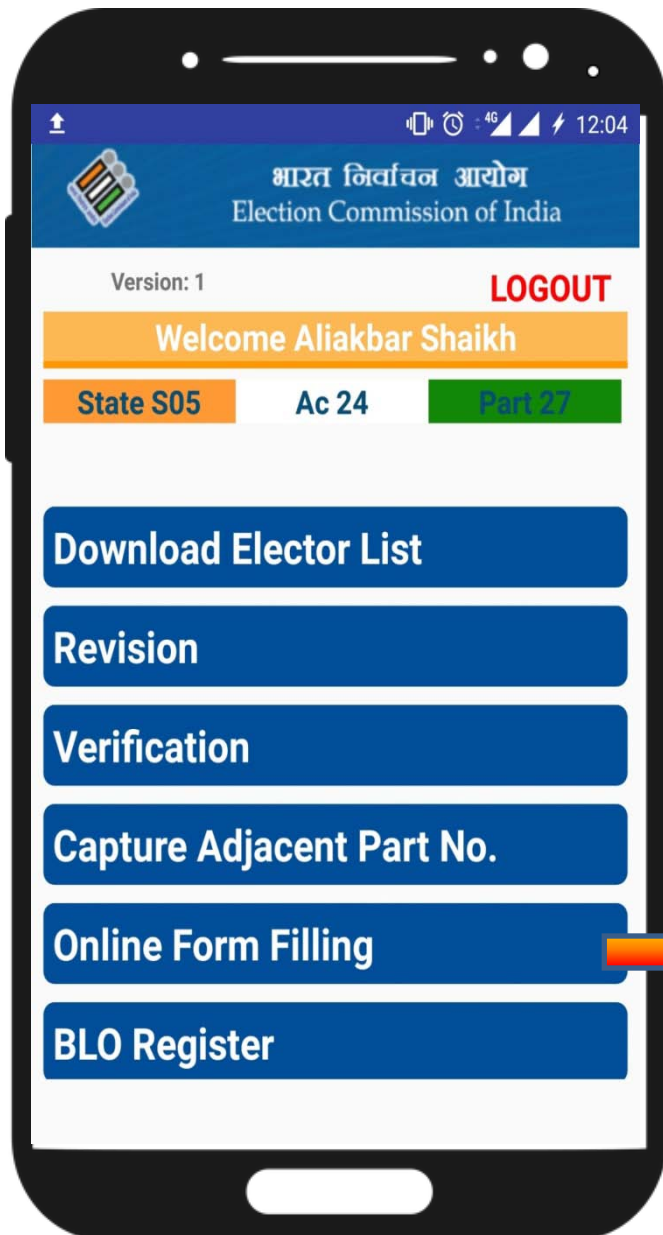 4G 12:04
भारत निर्वाचन आयोग
Election Commission of India
Version: 1
LOGOUT
Welcome Aliakbar Shaikh
State S05 Ac 24 Part 27
Download Elector List
Revision
Verification
Capture Adjacent Part No.
Online Form Filling
BLO Register